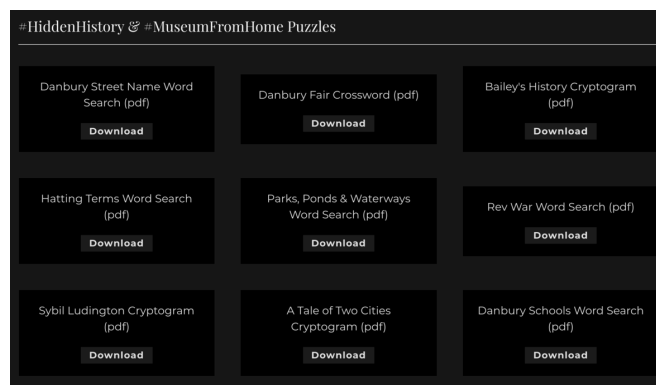 #HiddenHistory & #MuseumFromHome Puzzles
Danbury Street Name Word
Search (pdf)
Download
Danbury Fair Crossword (pdf)
Download
Bailey's History Cryptogram
(pdf)
Download
Hatting Terms Word Search
(pdf)
Download
Parks, Ponds & Waterways
Word Search (pdf)
Download
Rev War Word Search (pdf)
Download
Sybil Ludington Cryptogram
(pdf)
Download
A Tale of Two Cities
Cryptogram (pdf)
Download
Danbury Schools Word Search
(pdf)
Download